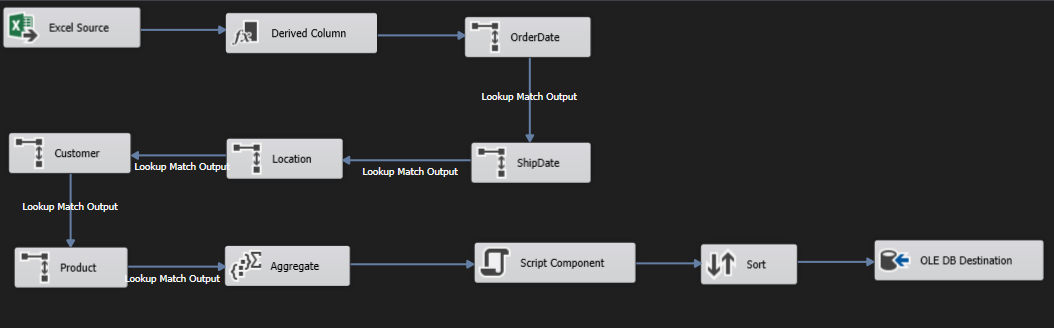 Excel Source
Derived Column
OrderDate
Lookup Match Output
ShipDate
Lookup Match Output
Location
Lookup Match Output
Customer
Lookup Match Output
Product
Lookup Match Output
Aggregate
Script Component
Sort
OLE DB Destination